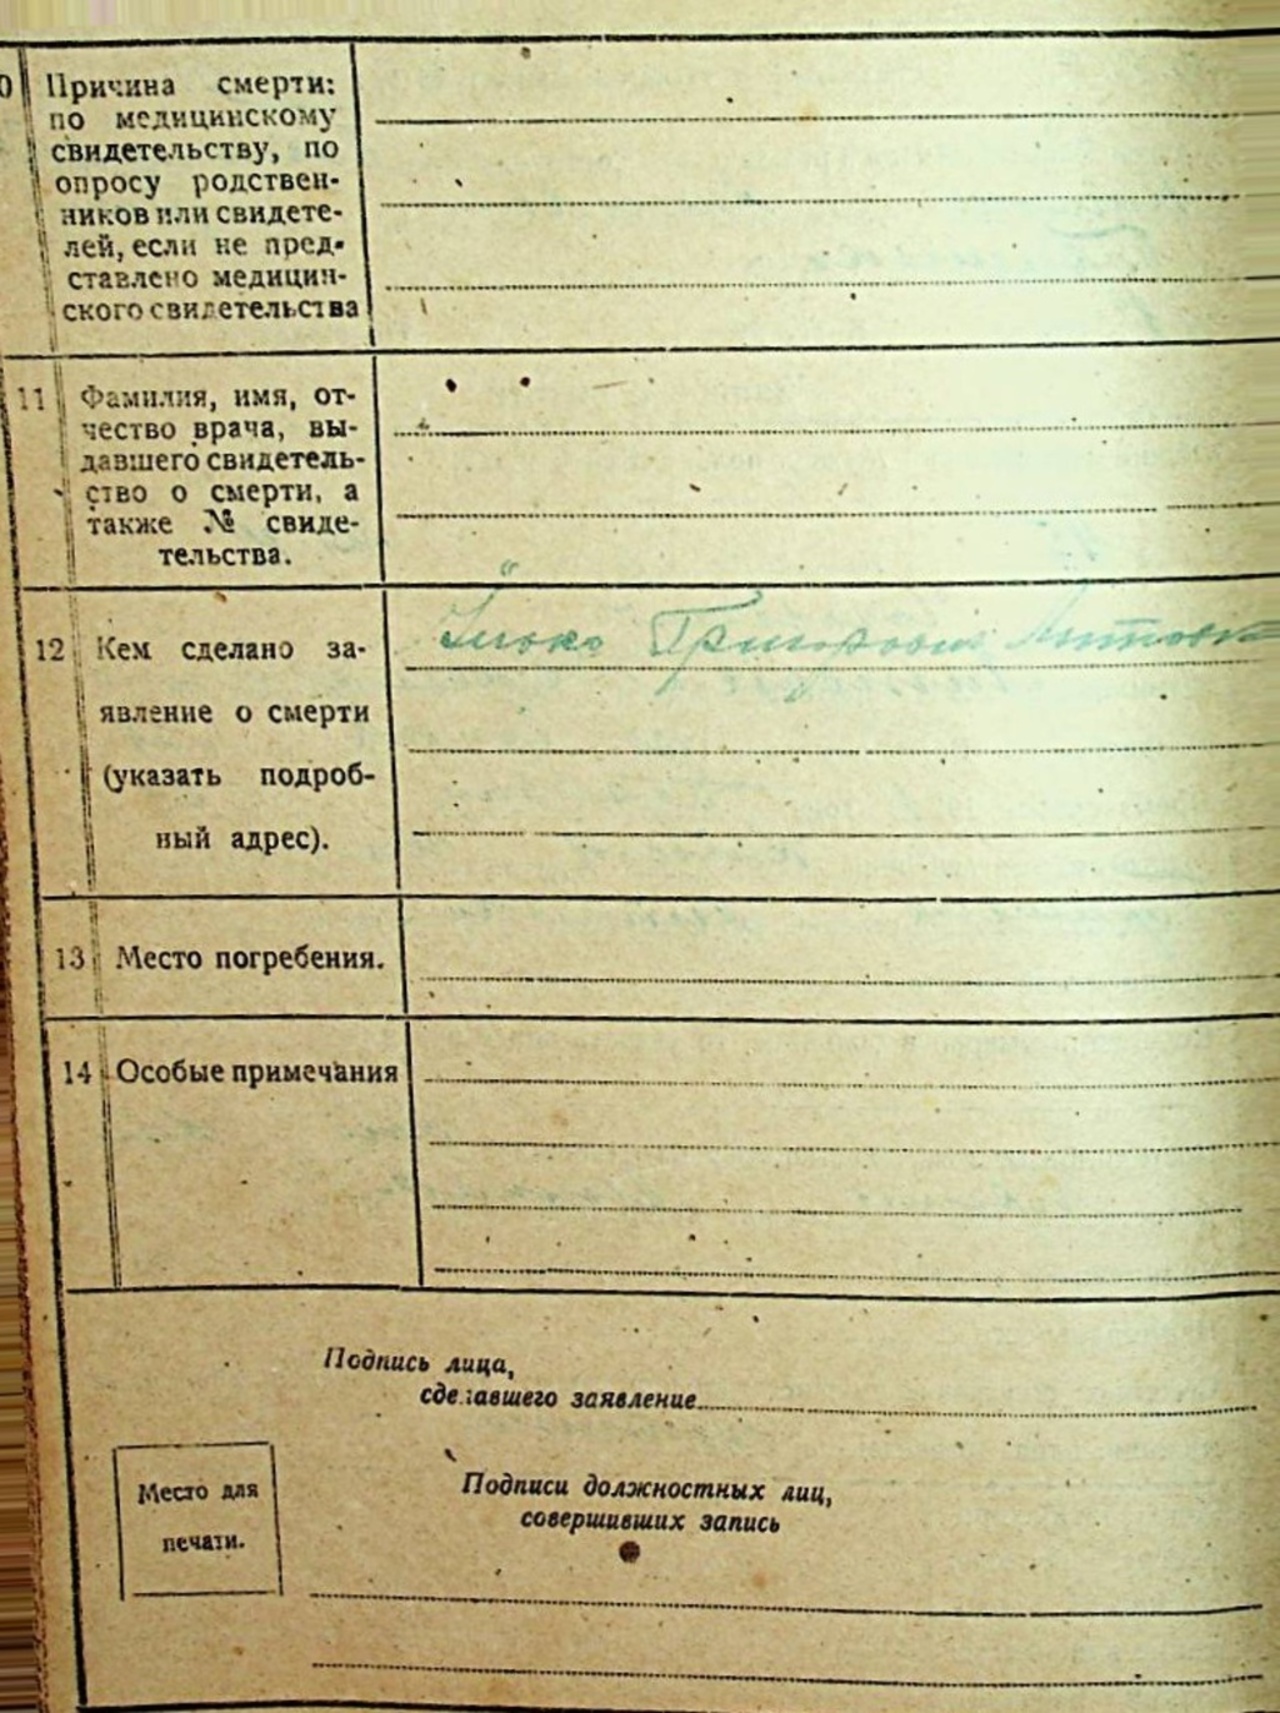 Причина смерти:
по медицинскому
свидетельству, по
опросу родствен-
ников или свидете-
лей, если не пред-
ставлено медицин-
ского свидетельства
11 Фамилия, имя, от-
чество врача, вы-
давшего свидетель-
ство о смерти, а
также № свиде-
тельства.
12 Кем сделано за-
явление о смерти
(указать подроб-
ный адрес).
13 Место погребения.
14 Особые примечания
Подпись лица,
сделавшего заявление
Место для
печати.
Подписи должностных лиц,
совершивших запись